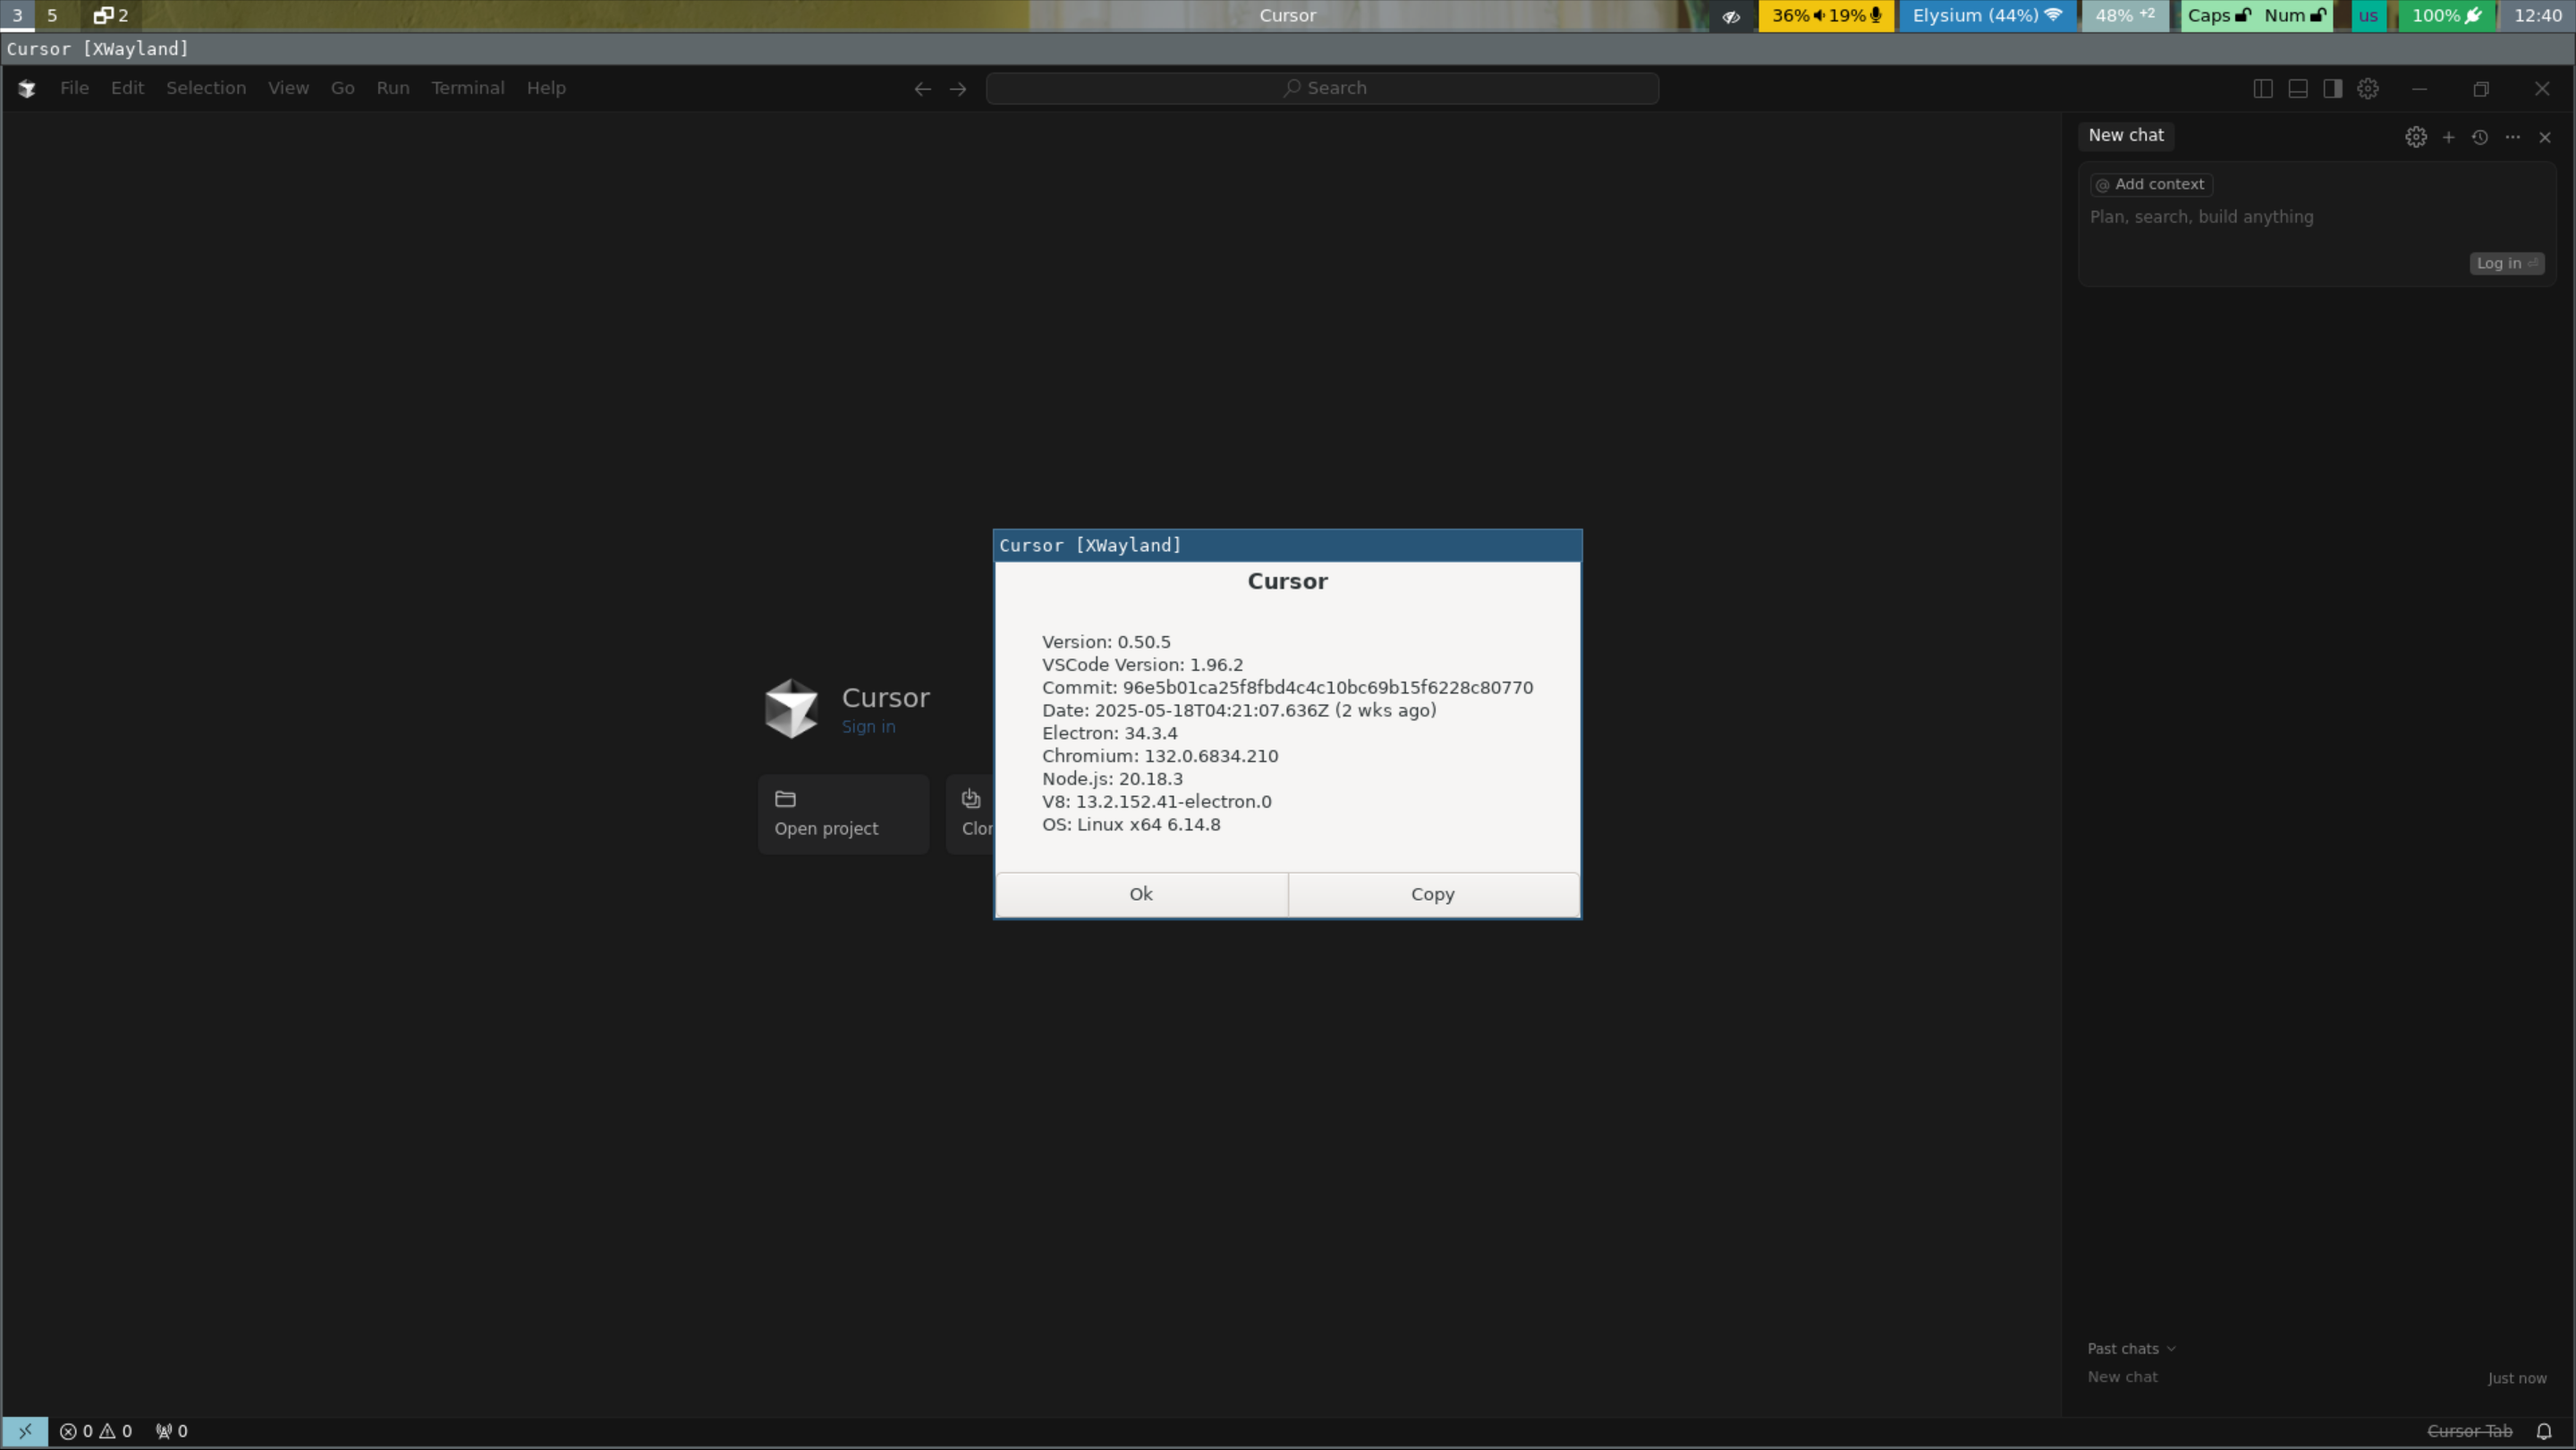 3 5 2 Cursor 36% 19% Elysium (44%) 48% +2 Caps Num us 100% 12:40
Cursor [XWayland]
File Edit Selection View Go Run Terminal Help Search
New chat
@ Add context
Plan, search, build anything
Log in
Cursor [XWayland]
Cursor
Version: 0.50.5
VSCode Version: 1.96.2
Commit: 96e5b01ca25f8fbd4c4c10bc69b15f6228c80770
Date: 2025-05-18T04:21:07.636Z (2 wks ago)
Electron: 34.3.4
Chromium: 132.0.6834.210
Node.js: 20.18.3
V8: 13.2.152.41-electron.0
OS: Linux x64 6.14.8
Ok Copy
Cursor
Sign in
Open project Clon
Past chats
New chat Just now
0 0 0 Cursor Tab